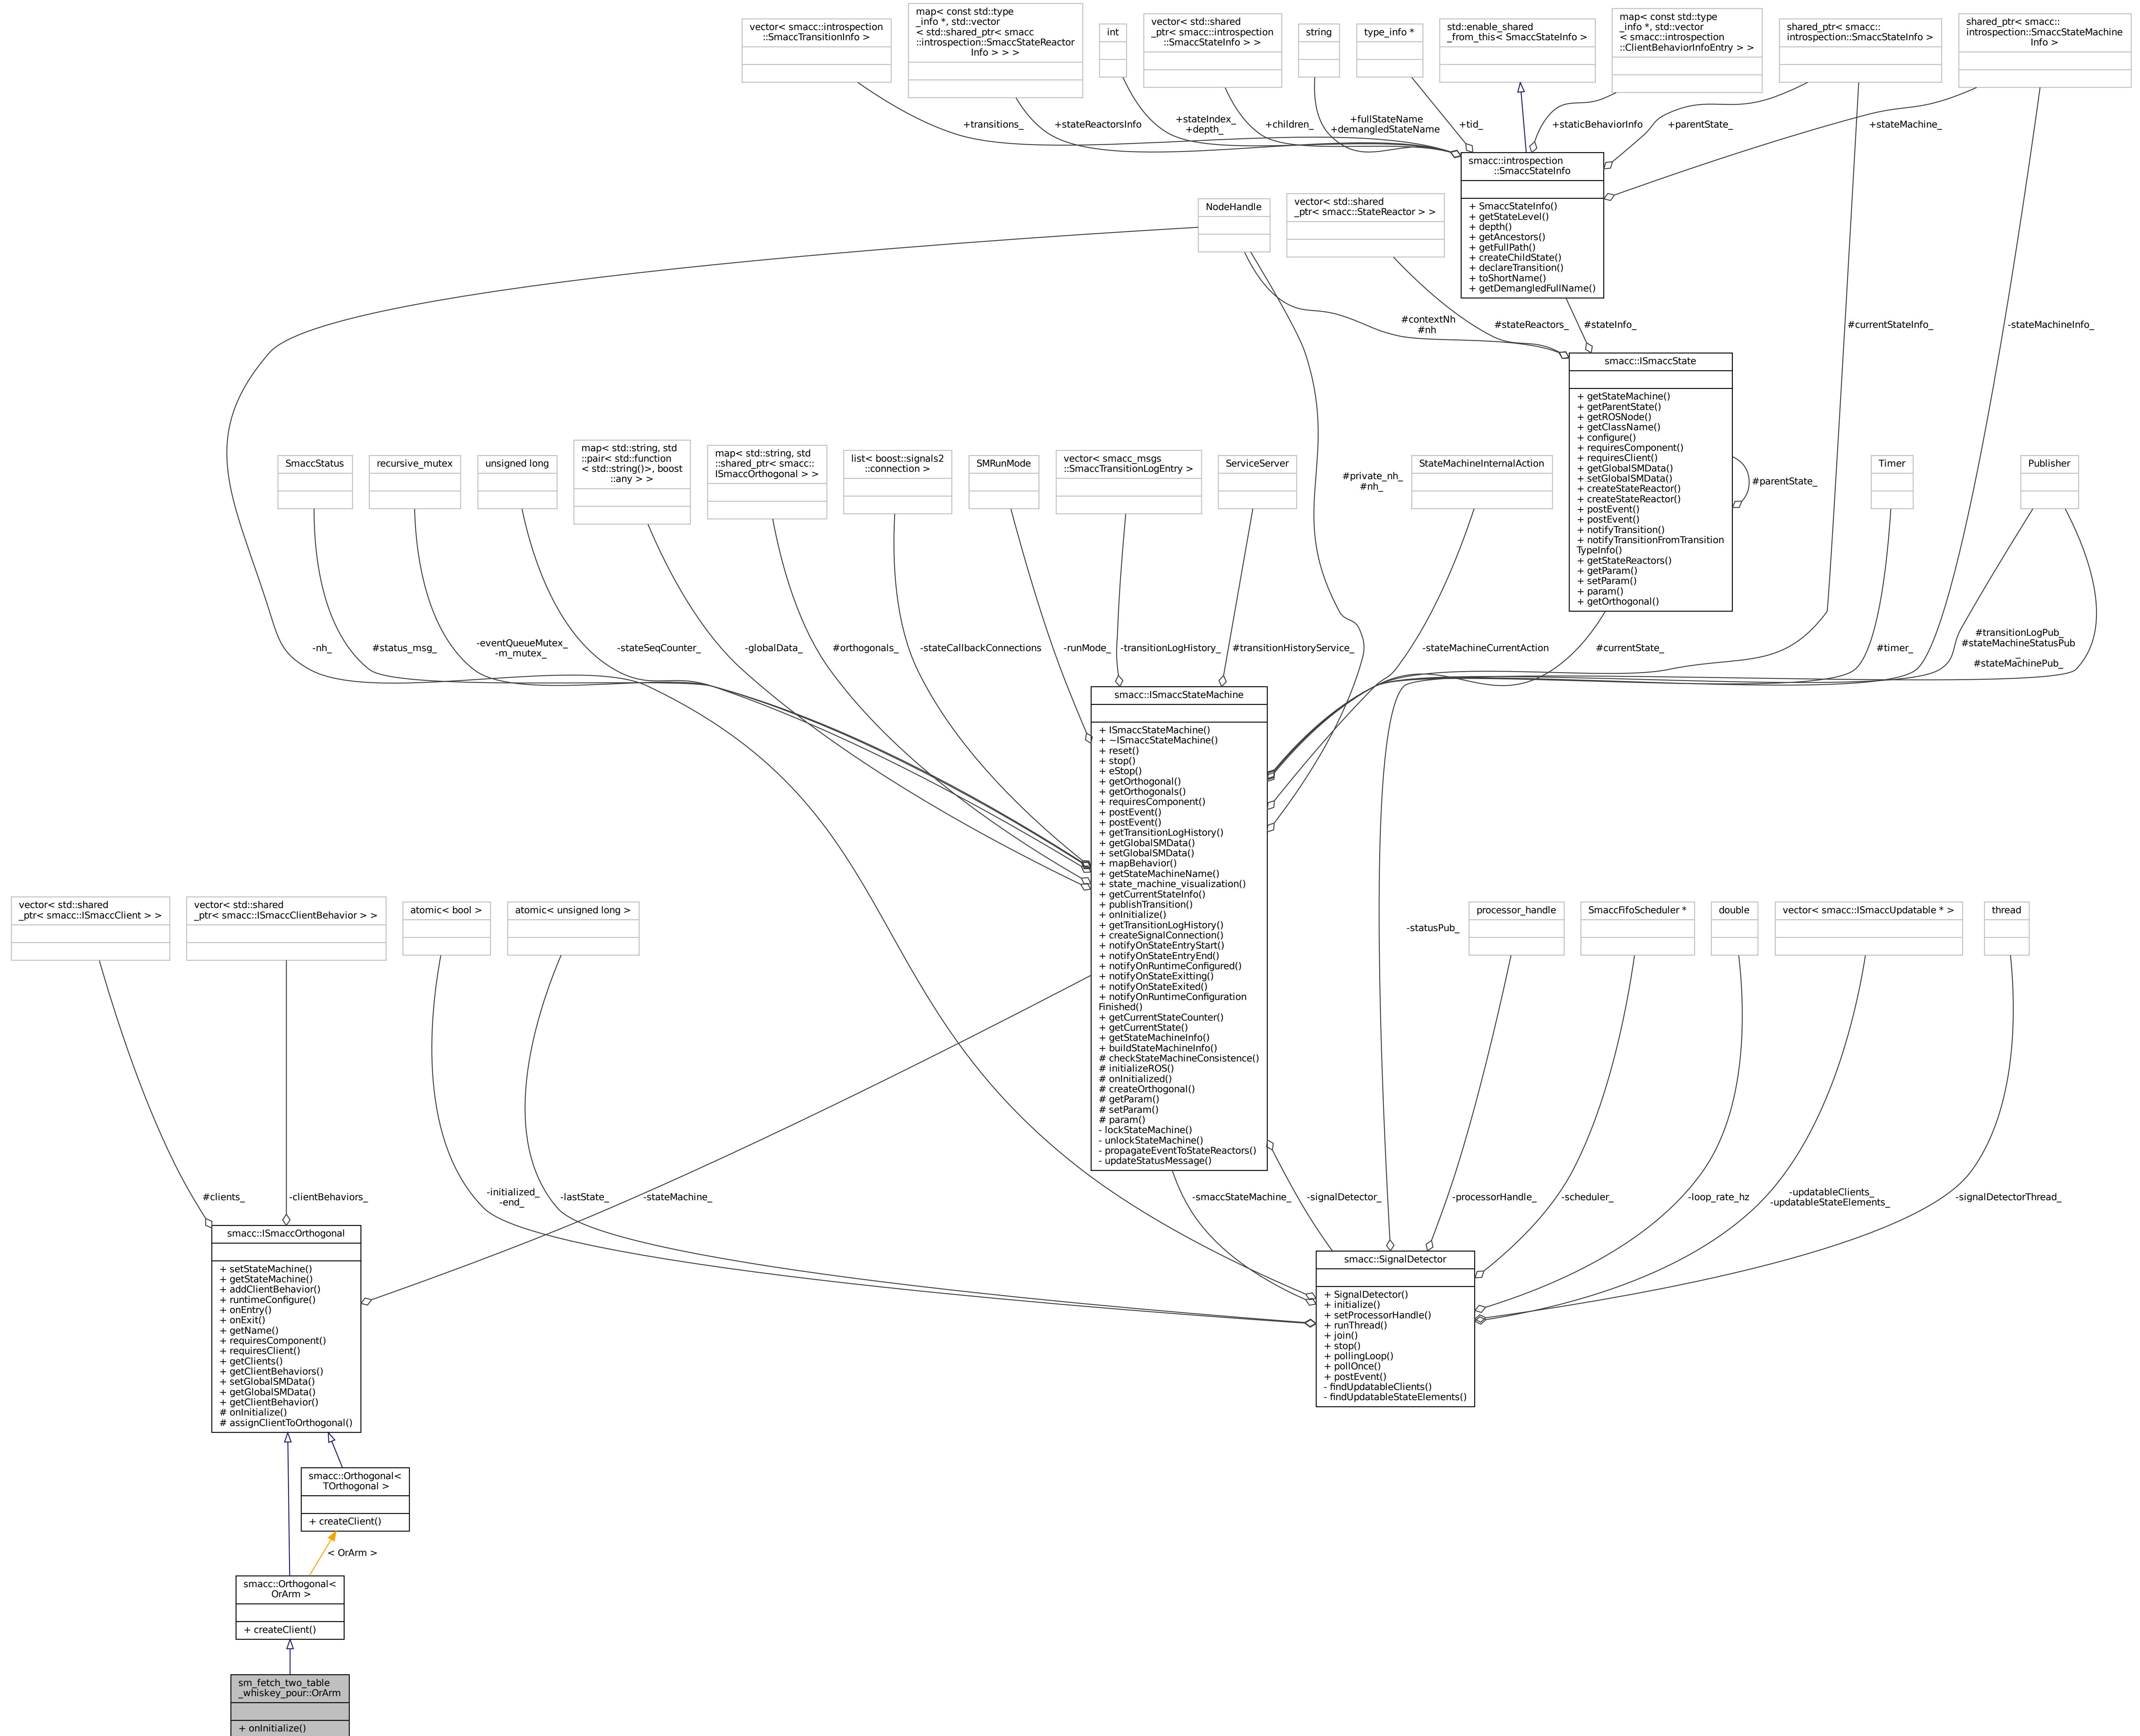 vector< smacc::introspection
::SmaccTransitionInfo >
map< const std::type
_info *, std::vector
< std::shared_ptr< smacc
::introspection::SmaccStateReactor
Info > > >
int
vector< std::shared
_ptr< smacc::introspection
::SmaccStateInfo > >
string
type_info *
std::enable_shared
_from_this< SmaccStateInfo >
map< const std::type
_info *, std::vector
< smacc::introspection
::ClientBehaviorInfoEntry > >
shared_ptr< smacc::
introspection::SmaccStateInfo >
shared_ptr< smacc::
introspection::SmaccStateMachine
Info >
+transitions_
+stateReactorsInfo
+stateIndex_
+depth_
+children_
+fullStateName
+demangledStateName
+tid_
+staticBehaviorInfo
+parentState_
+stateMachine_
smacc::introspection
::SmaccStateInfo
+ SmaccStateInfo()
+ getStateLevel()
+ depth()
+ getAncestors()
+ getFullPath()
+ createChildState()
+ declareTransition()
+ toShortName()
+ getDemangledFullName()
NodeHandle
vector< std::shared
_ptr< smacc::StateReactor > >
#contextNh
#nh
#stateReactors_
#stateInfo_
#currentStateInfo_
-stateMachineInfo_
smacc::ISmaccState
+ getStateMachine()
+ getParentState()
+ getROSNode()
+ getClassName()
+ configure()
+ requiresComponent()
+ requiresClient()
+ getGlobalSMData()
+ setGlobalSMData()
+ createStateReactor()
+ createStateReactor()
+ postEvent()
+ postEvent()
+ notifyTransition()
+ notifyTransitionFromTransition
TypeInfo()
+ getStateReactors()
+ getParam()
+ setParam()
+ param()
+ getOrthogonal()
#parentState_
SmaccStatus
recursive_mutex
unsigned long
map< std::string, std
::pair< std::function
< std::string()>, boost
::any > >
map< std::string, std
::shared_ptr< smacc::
ISmaccOrthogonal > >
list< boost::signals2
::connection >
SMRunMode
vector< smacc_msgs
::SmaccTransitionLogEntry >
ServiceServer
#private_nh_
#nh_
StateMachineInternalAction
Timer
Publisher
-nh_
#status_msg_
-eventQueueMutex_
-m_mutex_
-stateSeqCounter_
-globalData_
#orthogonals_
-stateCallbackConnections
-runMode_
-transitionLogHistory_
#transitionHistoryService_
-stateMachineCurrentAction
#currentState_
#timer_
#transitionLogPub_
#stateMachineStatusPub
_
#stateMachinePub_
smacc::ISmaccStateMachine
+ ISmaccStateMachine()
+ ~ISmaccStateMachine()
+ reset()
+ stop()
+ eStop()
+ getOrthogonal()
+ getOrthogonals()
+ requiresComponent()
+ postEvent()
+ postEvent()
+ getTransitionLogHistory()
+ getGlobalSMData()
+ setGlobalSMData()
+ mapBehavior()
+ getStateMachineName()
+ state_machine_visualization()
+ getCurrentStateInfo()
+ publishTransition()
+ onInitialize()
+ getTransitionLogHistory()
+ createSignalConnection()
+ notifyOnStateEntryStart()
+ notifyOnStateEntryEnd()
+ notifyOnRuntimeConfigured()
+ notifyOnStateExitting()
+ notifyOnStateExited()
+ notifyOnRuntimeConfiguration
Finished()
+ getCurrentStateCounter()
+ getCurrentState()
+ getStateMachineInfo()
+ buildStateMachineInfo()
# checkStateMachineConsistence()
# initializeROS()
# onInitialized()
# createOrthogonal()
# getParam()
# setParam()
# param()
- lockStateMachine()
- unlockStateMachine()
- propagateEventToStateReactors()
- updateStatusMessage()
vector< std::shared
_ptr< smacc::ISmaccClient > >
vector< std::shared
_ptr< smacc::ISmaccClientBehavior > >
atomic< bool >
atomic< unsigned long >
-statusPub_
processor_handle
SmaccFifoScheduler *
double
vector< smacc::ISmaccUpdatable * >
thread
#clients_
-clientBehaviors_
-initialized_
-end_
-lastState_
-stateMachine_
-smaccStateMachine_
-signalDetector_
-processorHandle_
-scheduler_
-loop_rate_hz
-updatableClients_
-updatableStateElements_
-signalDetectorThread_
smacc::ISmaccOrthogonal
+ setStateMachine()
+ getStateMachine()
+ addClientBehavior()
+ runtimeConfigure()
+ onEntry()
+ onExit()
+ getName()
+ requiresComponent()
+ requiresClient()
+ getClients()
+ getClientBehaviors()
+ setGlobalSMData()
+ getGlobalSMData()
+ getClientBehavior()
# onInitialize()
# assignClientToOrthogonal()
smacc::SignalDetector
+ SignalDetector()
+ initialize()
+ setProcessorHandle()
+ runThread()
+ join()
+ stop()
+ pollingLoop()
+ pollOnce()
+ postEvent()
- findUpdatableClients()
- findUpdatableStateElements()
smacc::Orthogonal<
TOrthogonal >
+ createClient()
< OrArm >
smacc::Orthogonal<
OrArm >
+ createClient()
sm_fetch_two_table
_whiskey_pour::OrArm
+ onInitialize()